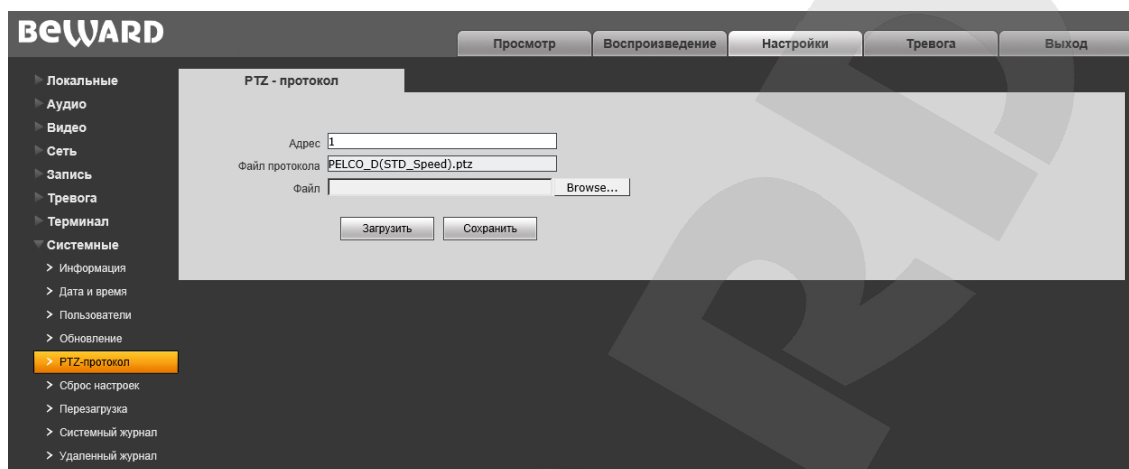 BEWARD
Просмотр
Воспроизведение
Настройки
Тревога
Выход
Локальные
Аудио
Видео
Сеть
Запись
Тревога
Терминал
Системные
Информация
Дата и время
Пользователи
Обновление
PTZ-протокол
Сброс настроек
Перезагрузка
Системный журнал
Удаленный журнал
PTZ - протокол
Адрес 1
Файл протокола PELCO_D(STD_Speed).ptz
Файл Browse...
Загрузить Сохранить